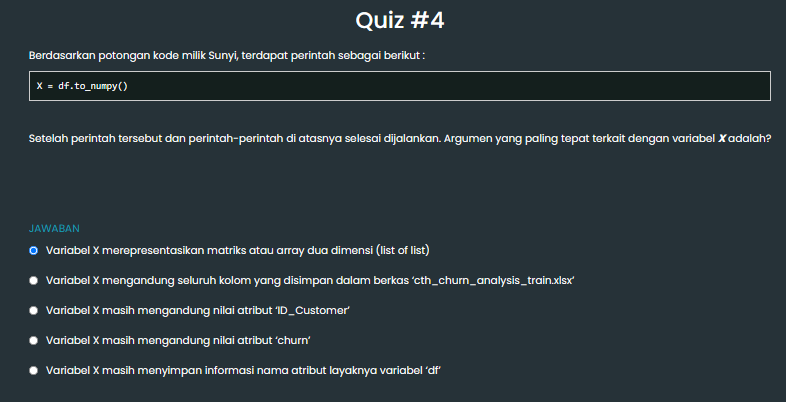 Quiz #4
Berdasarkan potongan kode milik Sunyi, terdapat perintah sebagai berikut :
X = df.to_numpy()
Setelah perintah tersebut dan perintah-perintah di atasnya selesai dijalankan. Argumen yang paling tepat terkait dengan variabel X adalah?
JAWABAN
Variabel X merepresentasikan matriks atau array dua dimensi (list of list)
Variabel X mengandung seluruh kolom yang disimpan dalam berkas ‘cth_churn_analysis_train.xlsx’
Variabel X masih mengandung nilai atribut ‘ID_Customer’
Variabel X masih mengandung nilai atribut ‘churn’
Variabel X masih menyimpan informasi nama atribut layaknya variabel ‘df’